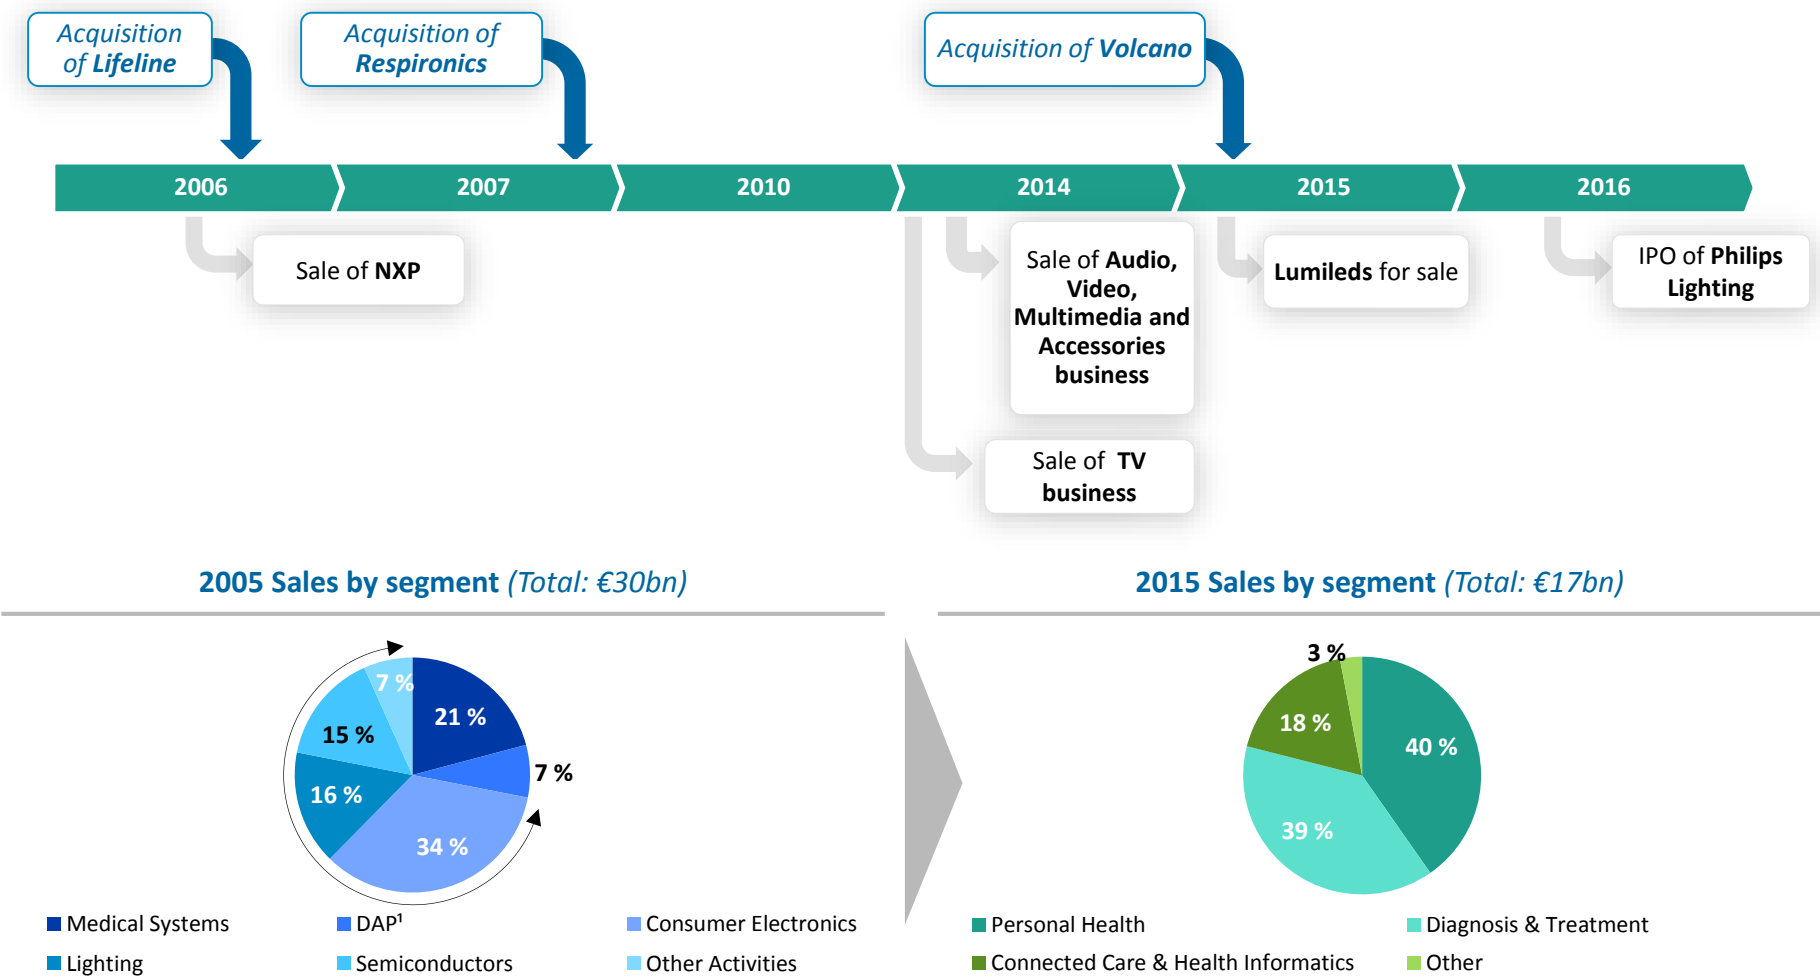 Acquisition
of Lifeline
Acquisition of
Respironics
Acquisition of Volcano
2006
2007
2010
2014
2015
2016
Sale of NXP
Sale of Audio,
Video,
Multimedia and
Accessories
business
Lumileds for sale
IPO of Philips
Lighting
Sale of TV
business
2005 Sales by segment (Total: €30bn)
2015 Sales by segment (Total: €17bn)
7 %
21 %
15 %
7 %
16 %
34 %
3 %
18 %
40 %
39 %
Medical Systems
DAP¹
Consumer Electronics
Lighting
Semiconductors
Other Activities
Personal Health
Diagnosis & Treatment
Connected Care & Health Informatics
Other